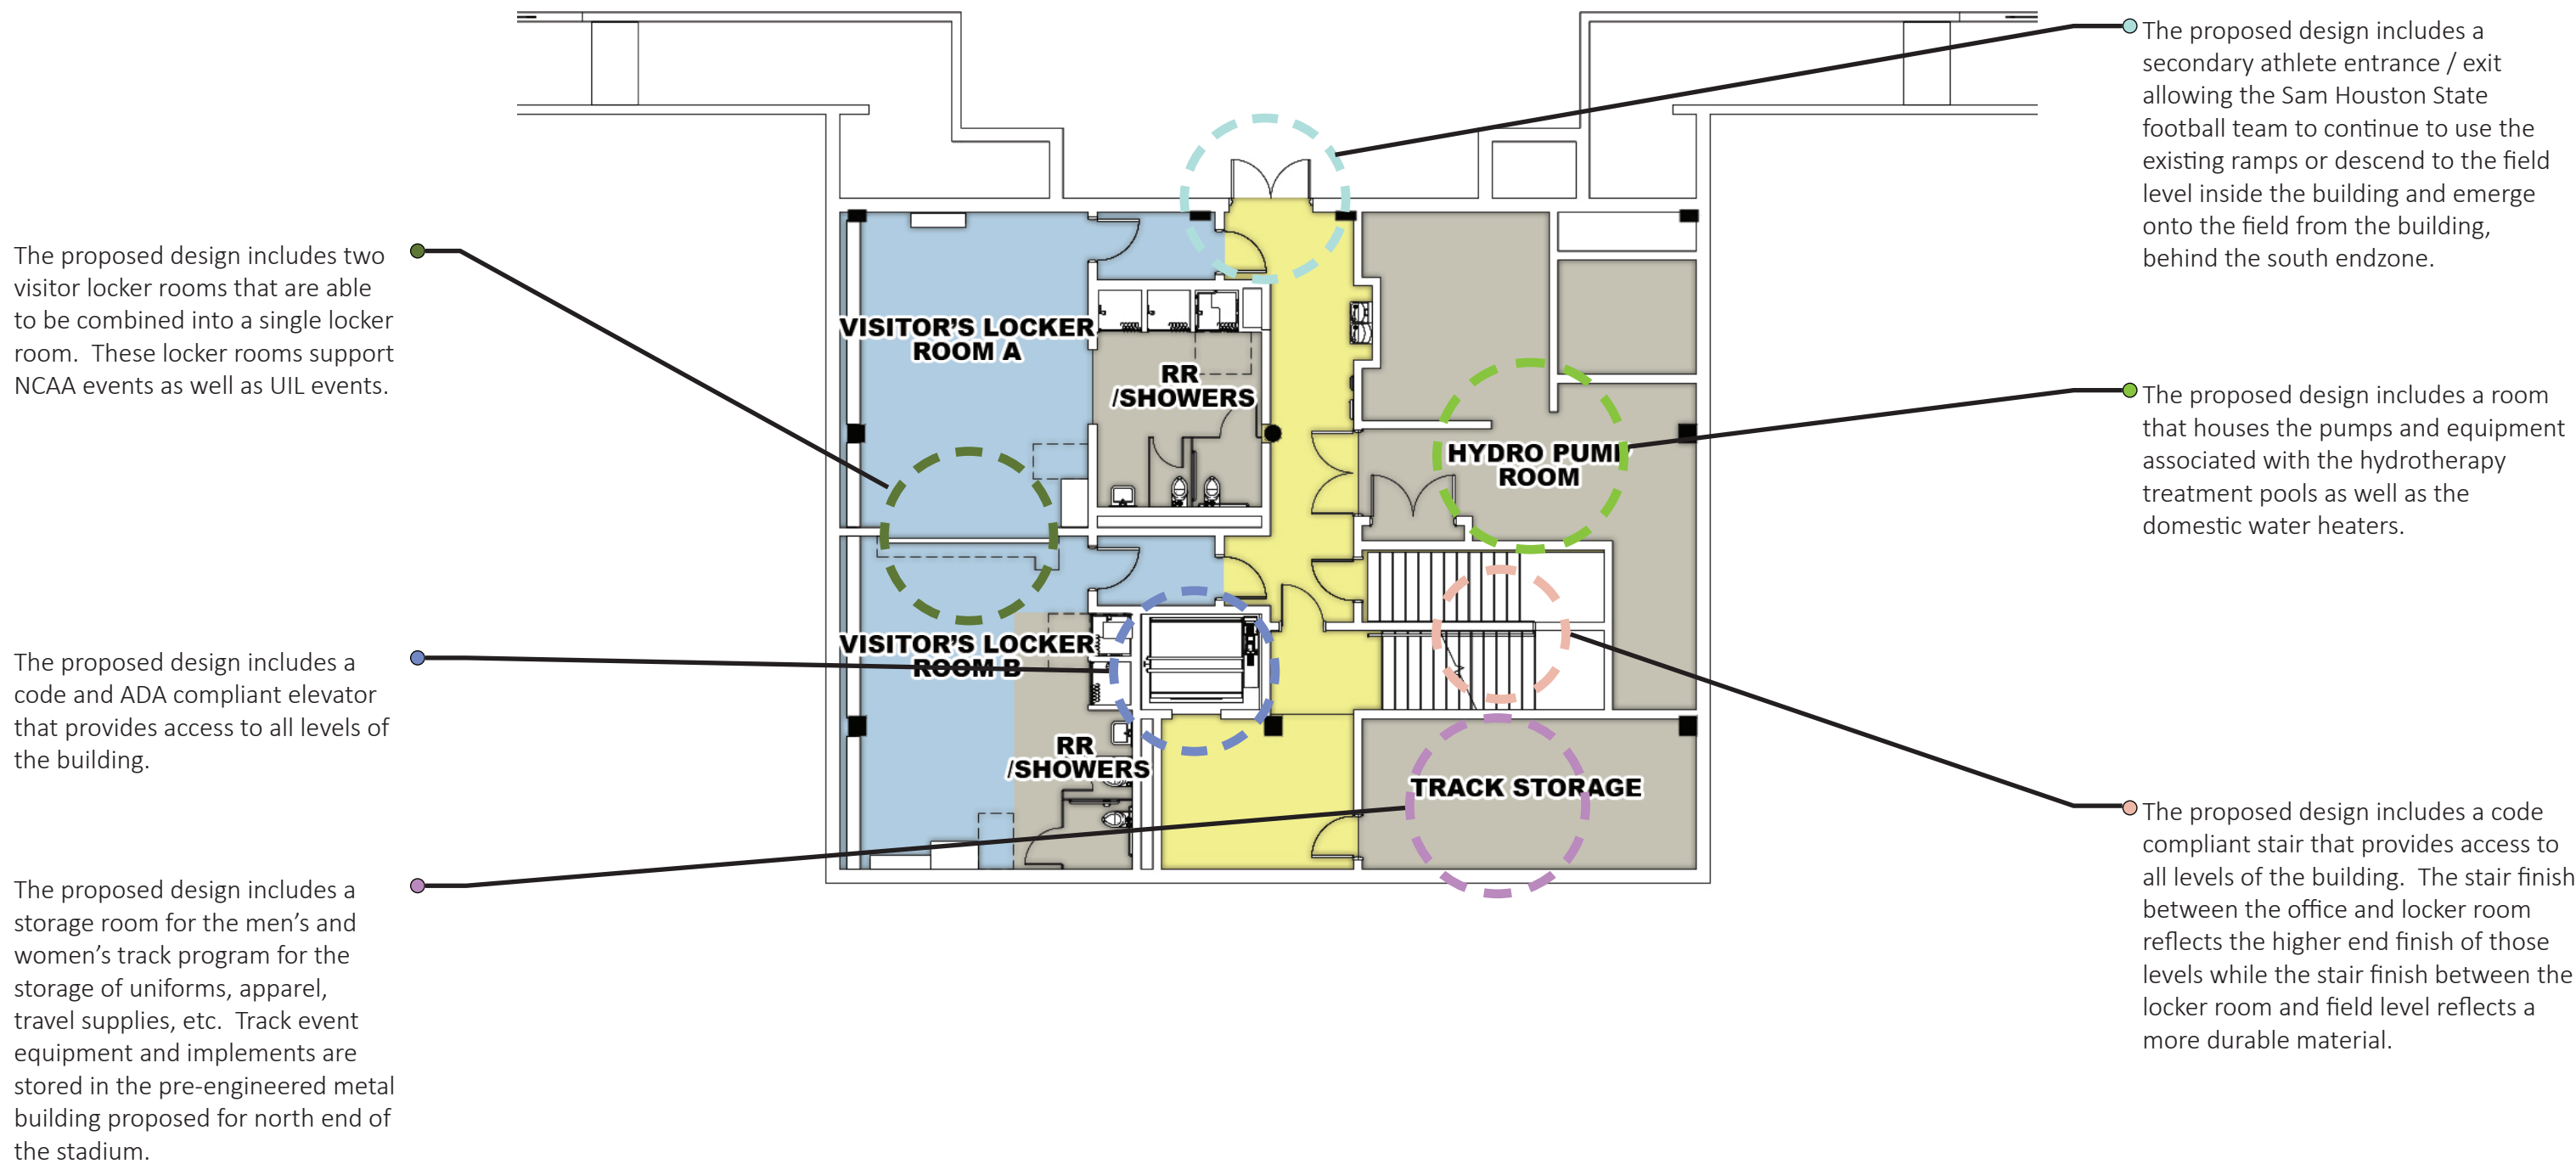 The proposed design includes two
visitor locker rooms that are able
to be combined into a single locker
room.  These locker rooms support
NCAA events as well as UIL events.
The proposed design includes a
code and ADA compliant elevator
that provides access to all levels of
the building.
The proposed design includes a
storage room for the men’s and
women’s track program for the
storage of uniforms, apparel,
travel supplies, etc.  Track event
equipment and implements are
stored in the pre-engineered metal
building proposed for north end of
the stadium.
VISITOR’S LOCKER
ROOM A
RR
/SHOWERS
HYDRO PUMP
ROOM
VISITOR’S LOCKER
ROOM B
RR
/SHOWERS
TRACK STORAGE
The proposed design includes a
secondary athlete entrance / exit
allowing the Sam Houston State
football team to continue to use the
existing ramps or descend to the field
level inside the building and emerge
onto the field from the building,
behind the south endzone.
The proposed design includes a room
that houses the pumps and equipment
associated with the hydrotherapy
treatment pools as well as the
domestic water heaters.
The proposed design includes a code
compliant stair that provides access to
all levels of the building.  The stair finish
between the office and locker room
reflects the higher end finish of those
levels while the stair finish between the
locker room and field level reflects a
more durable material.